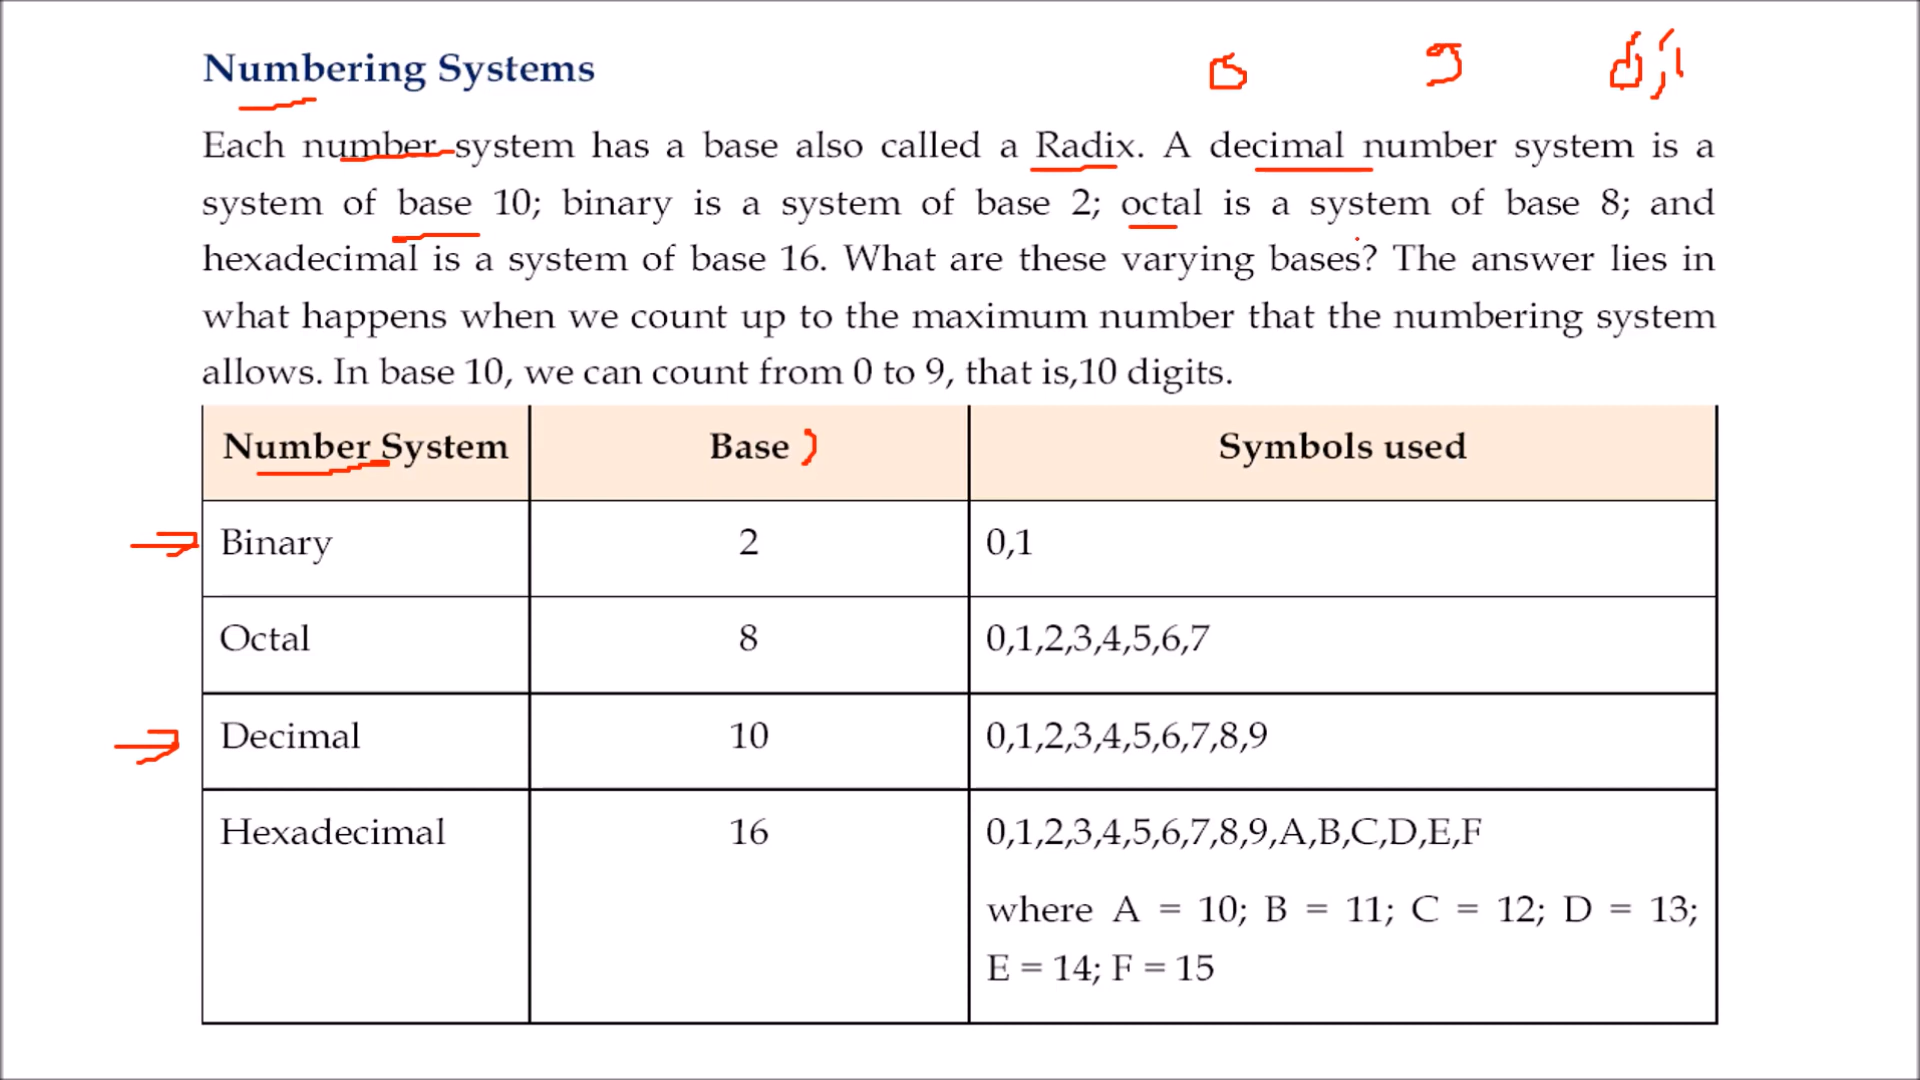 Numbering Systems
Each number system has a base also called a Radix. A decimal number system is a
system of base 10; binary is a system of base 2; octal is a system of base 8; and
hexadecimal is a system of base 16. What are these varying bases? The answer lies in
what happens when we count up to the maximum number that the numbering system
allows. In base 10, we can count from 0 to 9, that is,10 digits.
Number System Base Symbols used
Binary 2 0,1
Octal 8 0,1,2,3,4,5,6,7
Decimal 10 0,1,2,3,4,5,6,7,8,9
Hexadecimal 16 0,1,2,3,4,5,6,7,8,9,A,B,C,D,E,F
where A = 10; B = 11; C = 12; D = 13;
E = 14; F = 15